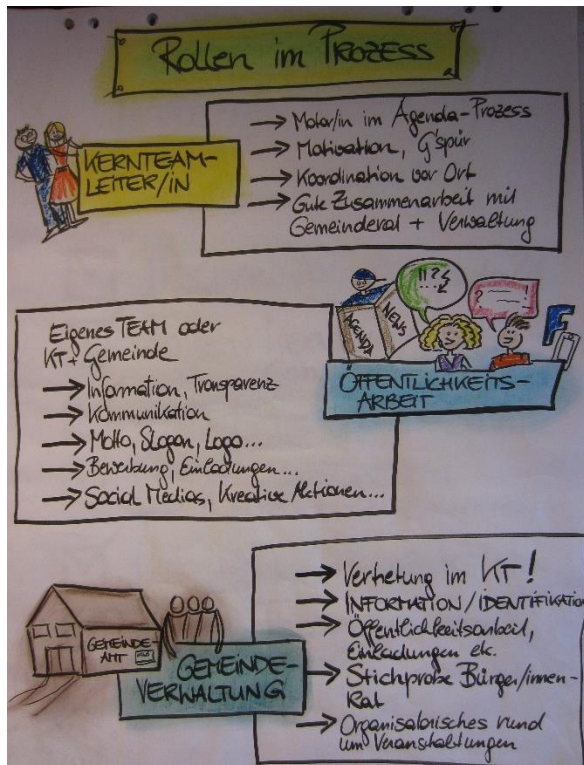 Rollen im PROZESS
KERNTEAM-
LEITER/IN
→ Motor/in im Agenda-Prozess
→ Motivation, G'spür
→ Koordination vor Ort
→ Gute Zusammenarbeit mit
Gemeinderat + Verwaltung
AGENDA
NEWS
!!?
?
F
ÖFFENTLICHKEITS-
ARBEIT
Eigenes TEAM oder
KT + Gemeinde
→ Information, Transparenz
→ Kommunikation
→ Motto, Slogan, Logo...
→ Bewerbung, Einladungen...
→ Social Medias, Kreative Aktionen...
GEMEINDE-
AMT
GEMEINDE-
VERWALTUNG
→ Vertretung im KT!
→ INFORMATION/IDENTIFIKATION
→ Öffentlichkeitsarbeit,
Einladungen etc.
→ Stichprobe Bürger/innen-
Rat
→ Organisatorisches rund
um Veranstaltungen